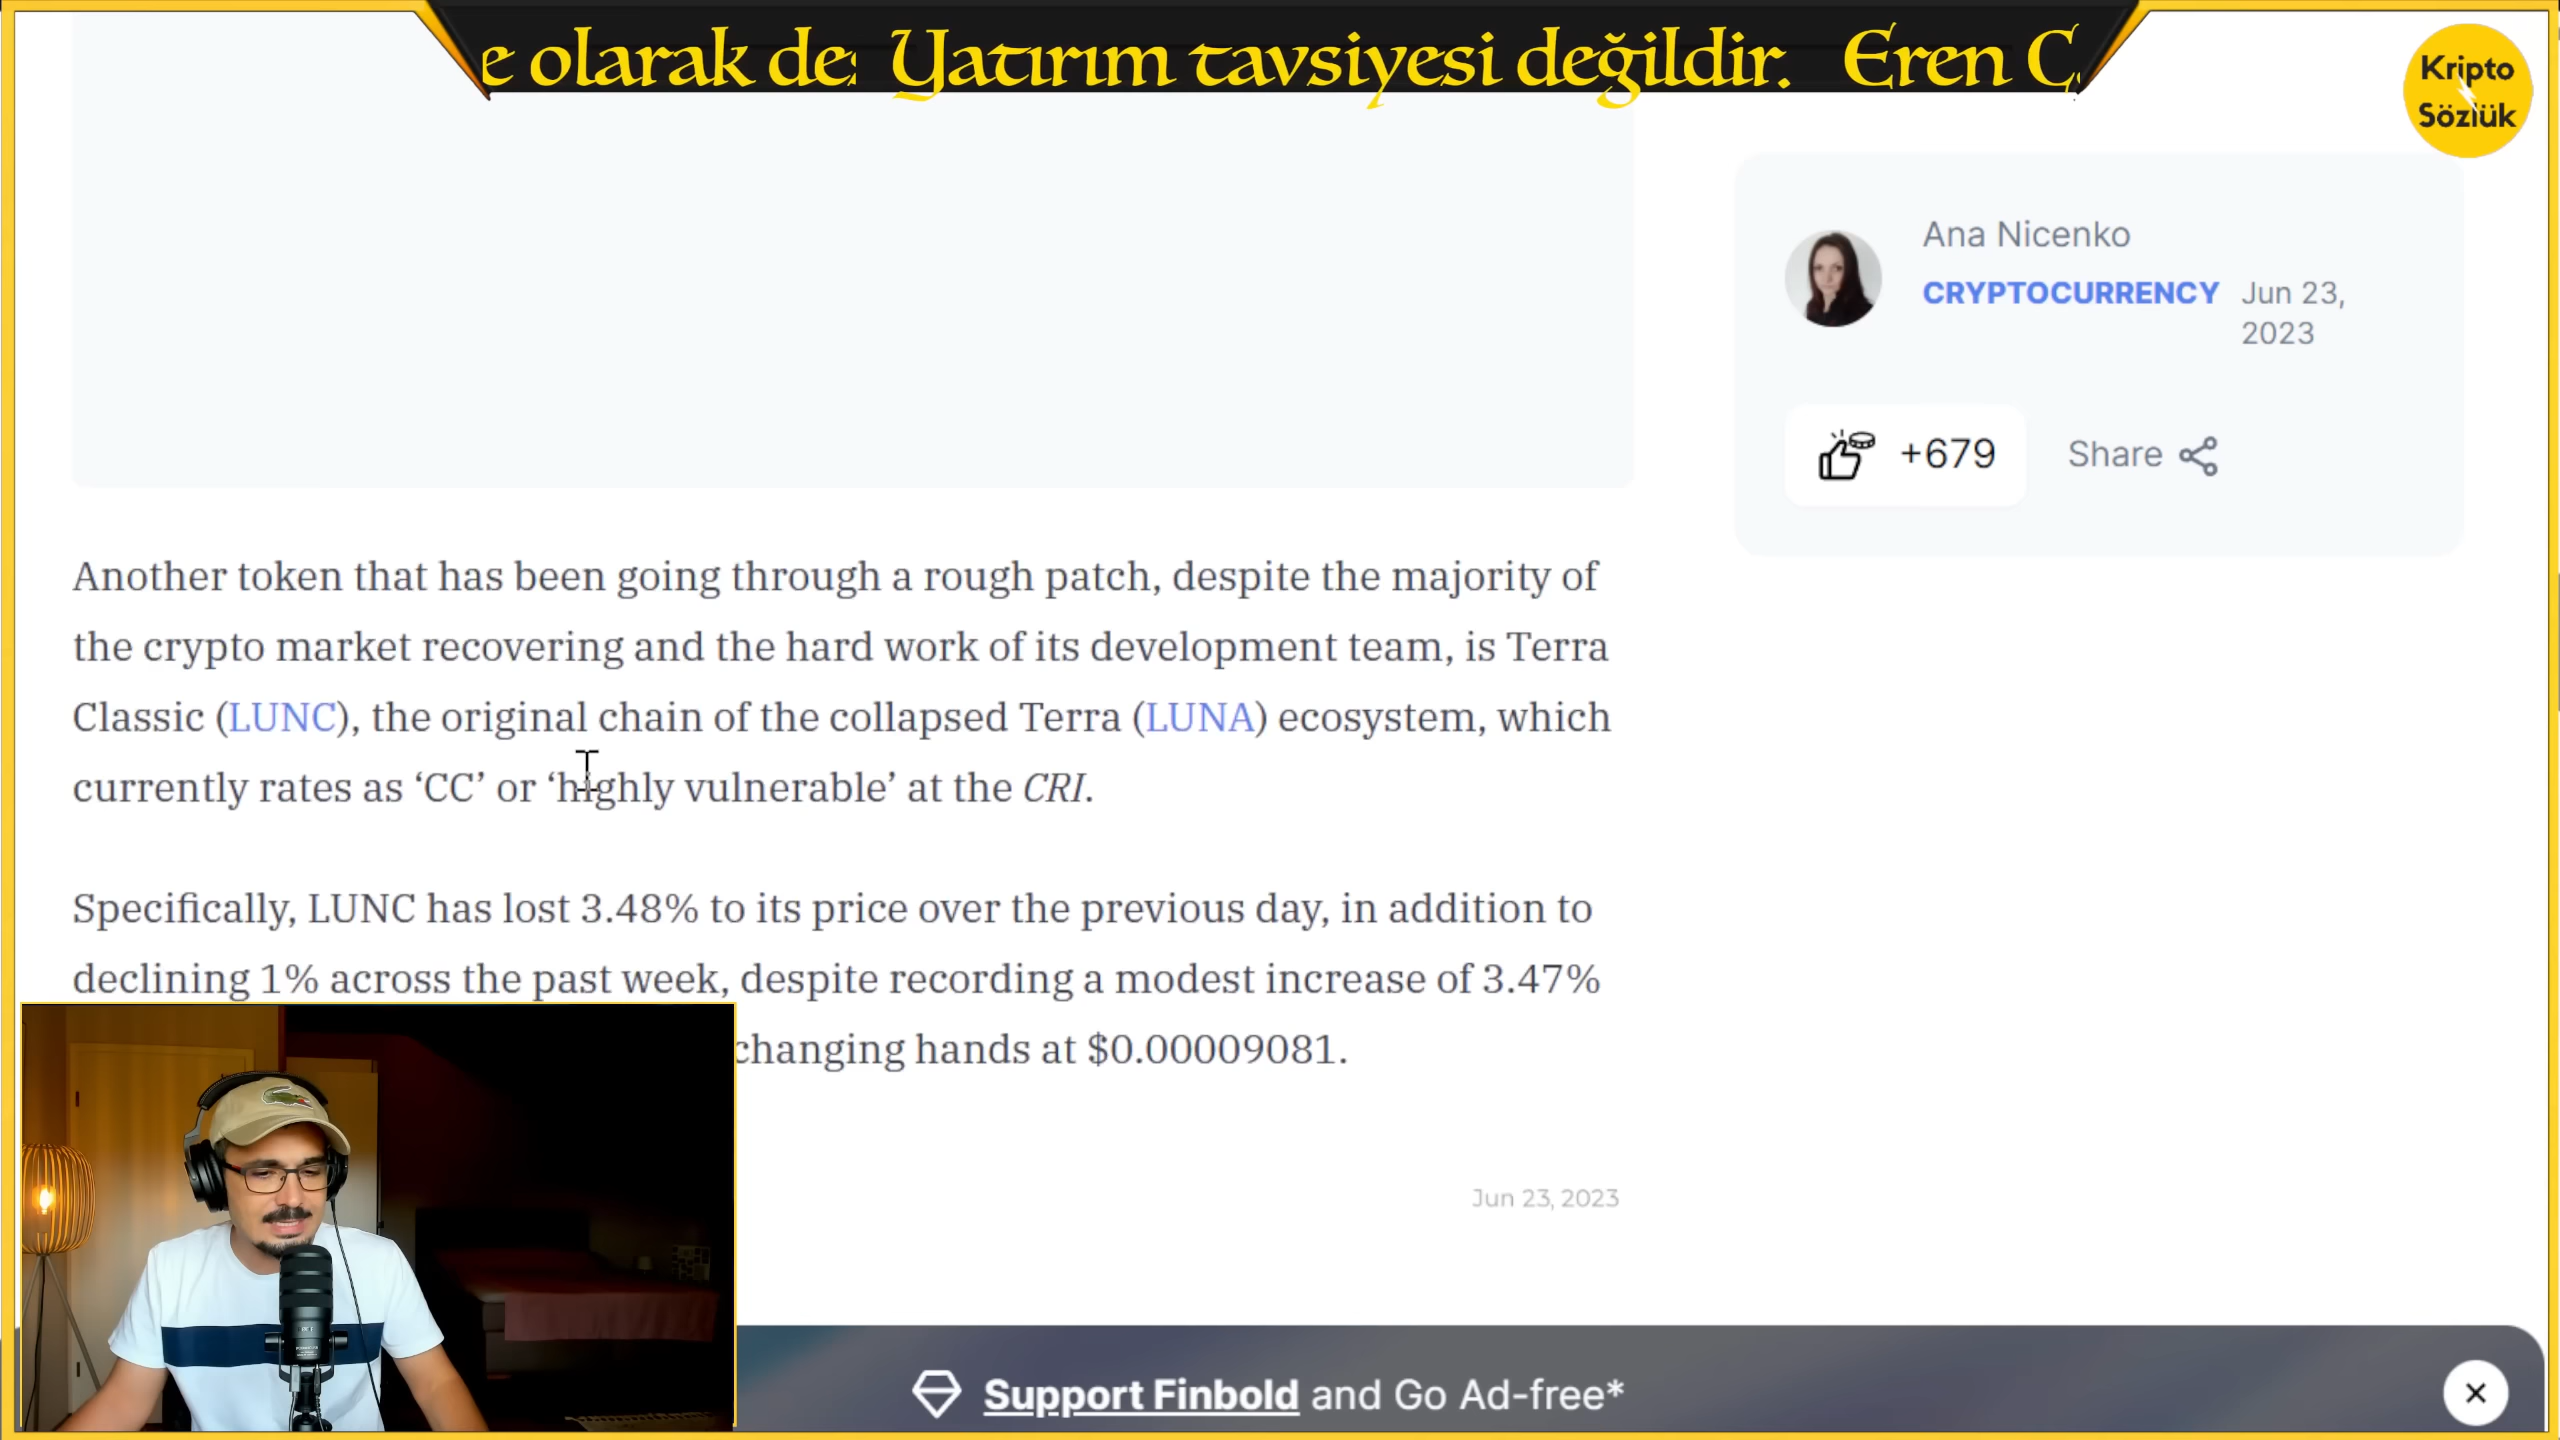 e olarak des Yatırım tavsiyesi değildir. Eren Ç
Kripto
Sözlük
Ana Nicenko
CRYPTOCURRENCY Jun 23,
2023
+679 Share
Another token that has been going through a rough patch, despite the majority of
the crypto market recovering and the hard work of its development team, is Terra
Classic (LUNC), the original chain of the collapsed Terra (LUNA) ecosystem, which
currently rates as ‘CC’ or ‘highly vulnerable’ at the CRI.
Specifically, LUNC has lost 3.48% to its price over the previous day, in addition to
declining 1% across the past week, despite recording a modest increase of 3.47%
changing hands at $0.00009081.
Jun 23, 2023
Support Finbold and Go Ad-free*